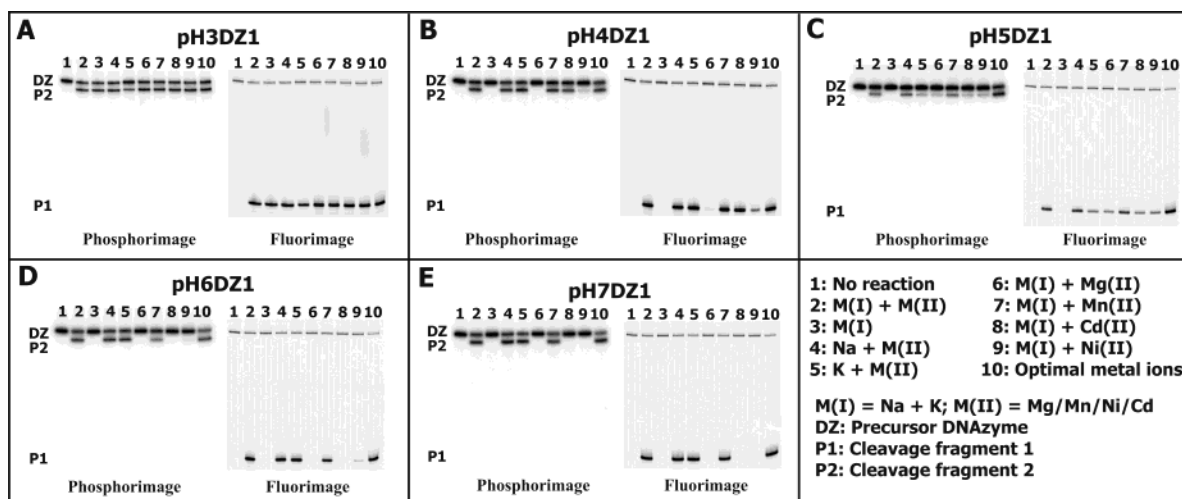 A
pH3DZ1
1 2 3 4 5 6 7 8 9 10 1 2 3 4 5 6 7 8 9 10
DZ
P2
P1
Phosphorimage Fluorimage
B
pH4DZ1
1 2 3 4 5 6 7 8 9 10 1 2 3 4 5 6 7 8 9 10
DZ
P2
P1
Phosphorimage Fluorimage
C
pH5DZ1
1 2 3 4 5 6 7 8 9 10 1 2 3 4 5 6 7 8 9 10
DZ
P2
P1
Phosphorimage Fluorimage
D
pH6DZ1
1 2 3 4 5 6 7 8 9 10 1 2 3 4 5 6 7 8 9 10
DZ
P2
P1
Phosphorimage Fluorimage
E
pH7DZ1
1 2 3 4 5 6 7 8 9 10 1 2 3 4 5 6 7 8 9 10
DZ
P2
P1
Phosphorimage Fluorimage
1: No reaction
2: M(I) + M(II)
3: M(I)
4: Na + M(II)
5: K + M(II)
6: M(I) + Mg(II)
7: M(I) + Mn(II)
8: M(I) + Cd(II)
9: M(I) + Ni(II)
10: Optimal metal ions
M(I) = Na + K; M(II) = Mg/Mn/Ni/Cd
DZ: Precursor DNAzyme
P1: Cleavage fragment 1
P2: Cleavage fragment 2